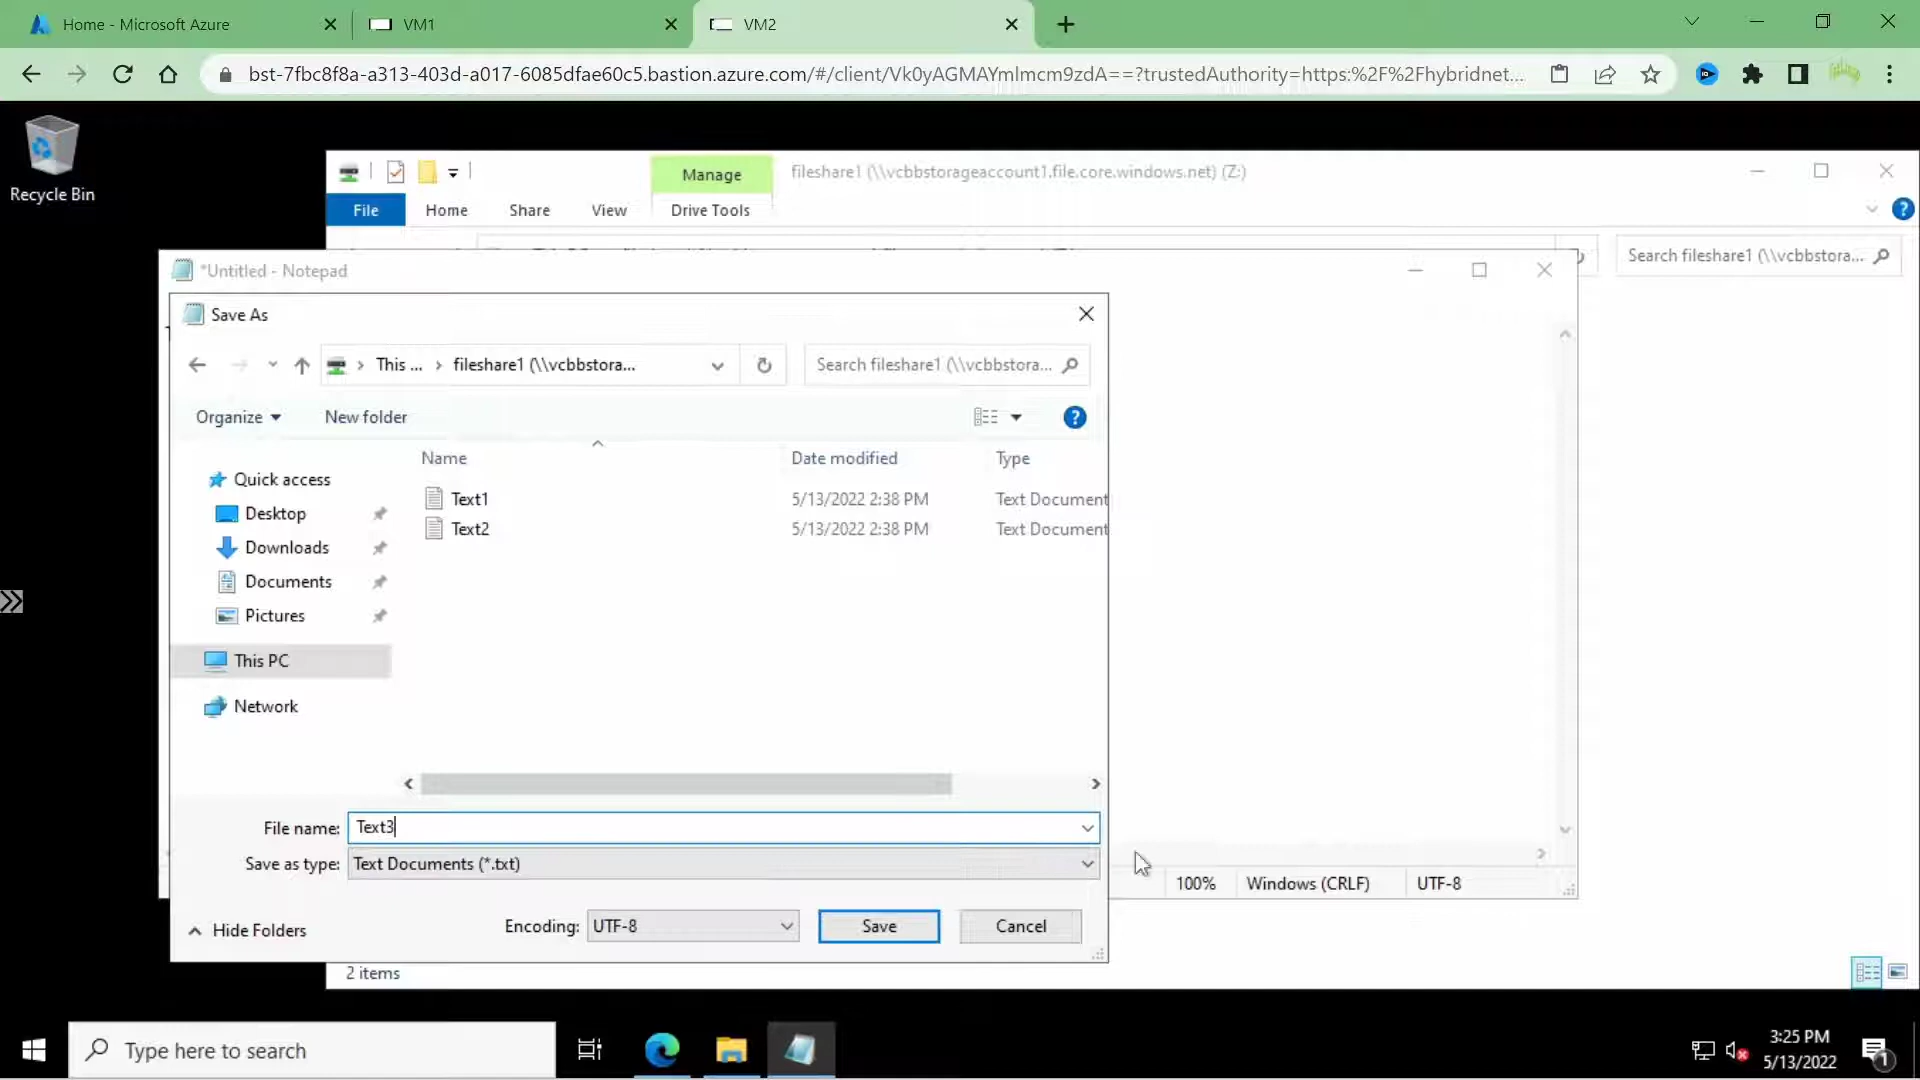 Home - Microsoft Azure
VM1
VM2
bst-7fbc8f8a-a313-403d-a017-6085dfae60c5.bastion.azure.com/#/client/Vk0yAGMAYmlmcm9zdA==?trustedAuthority=https:%2F%2Fhybridnet...
Recycle Bin
Manage
fileshare1 (\\vcbbstorageaccount1.file.core.windows.net) (Z:)
File
Home
Share
View
Drive Tools
Search fileshare1 (\\vcbbstora...
*Untitled - Notepad
Save As
This ...
fileshare1 (\\vcbbstora...
Search fileshare1 (\\vcbbstora...
Organize
New folder
Name
Date modified
Type
Quick access
Desktop
Downloads
Documents
Pictures
This PC
Network
Text1
5/13/2022 2:38 PM
Text Document
Text2
5/13/2022 2:38 PM
Text Document
File name:
Text3
Save as type:
Text Documents (*.txt)
Hide Folders
Encoding:
UTF-8
Save
Cancel
100%
Windows (CRLF)
UTF-8
2 items
Type here to search
3:25 PM
5/13/2022
1